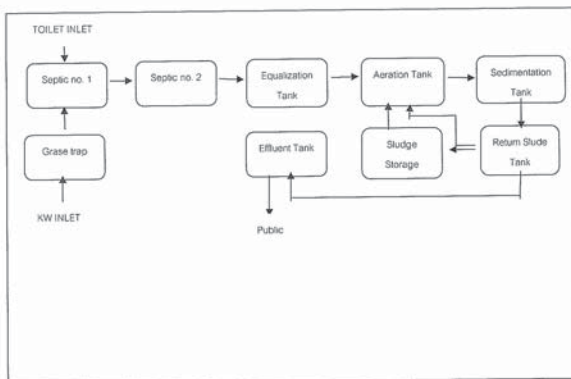 TOILET INLET
Septic no. 1
Septic no. 2
Equalization
Tank
Aeration Tank
Sedimentation
Tank
Grase trap
Effluent Tank
Sludge
Storage
Return Slude
Tank
KW INLET
Public